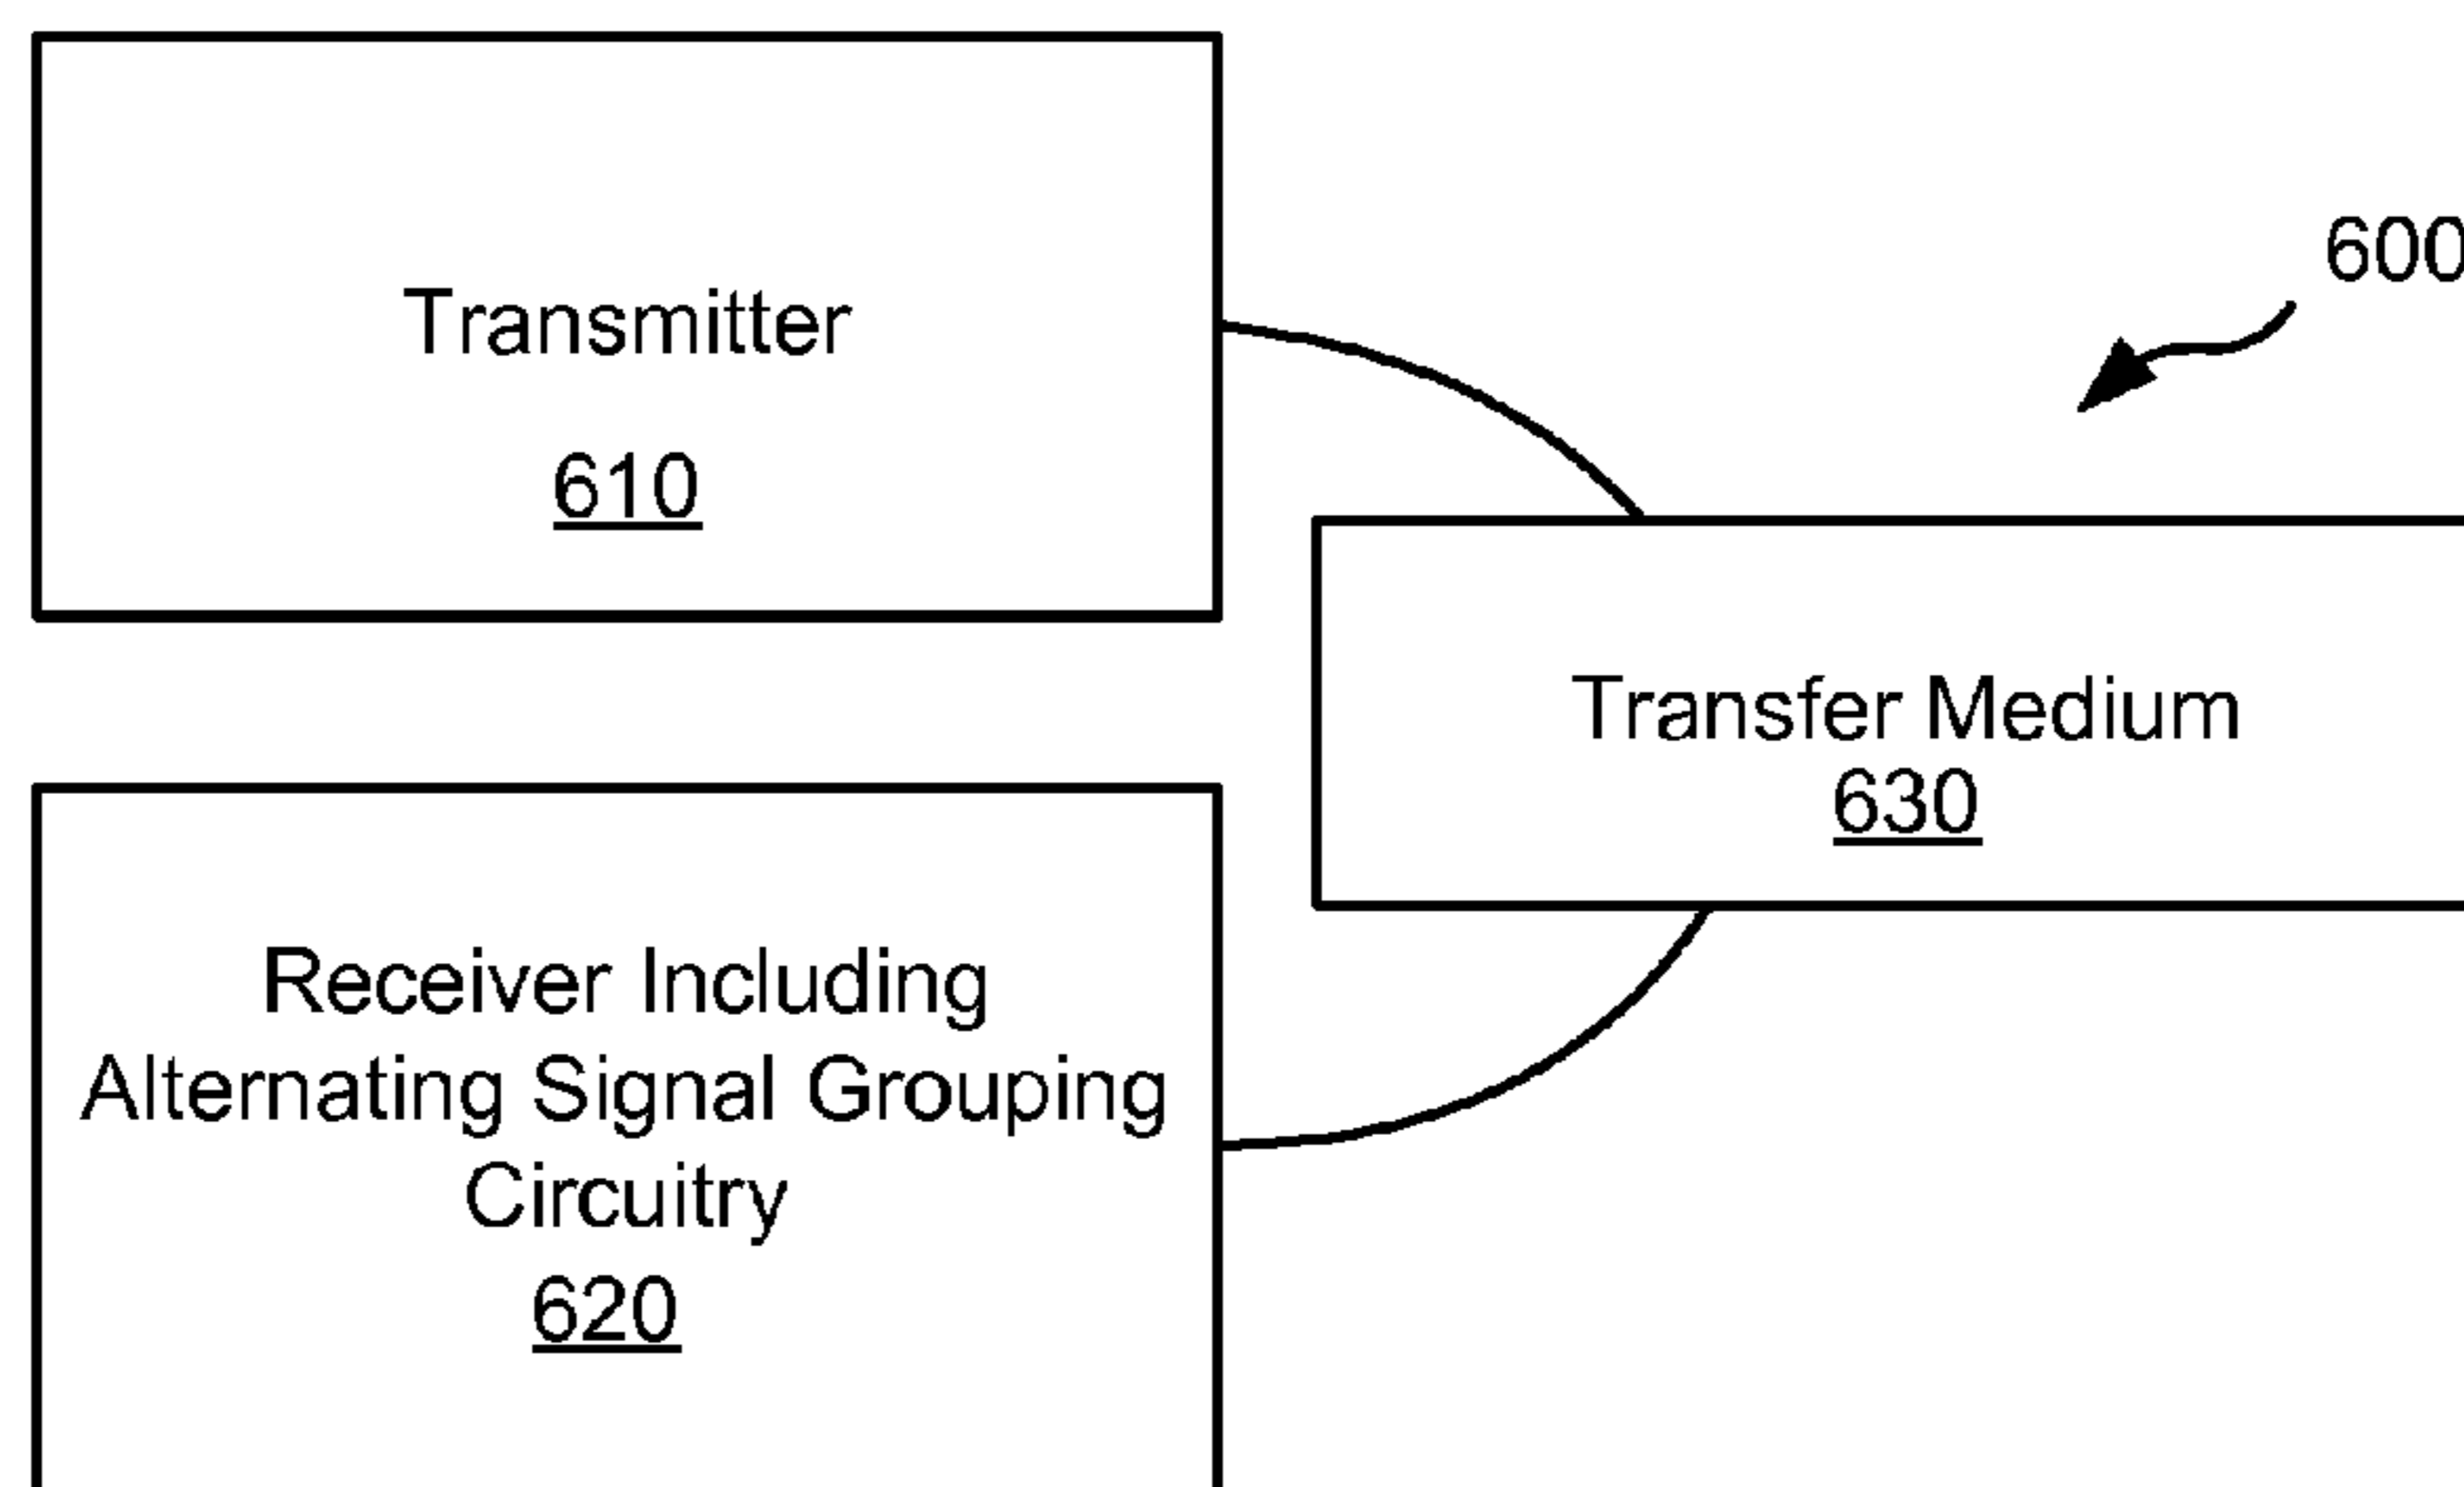 Transmitter
610
600
Transfer Medium
630
Receiver Including
Alternating Signal Grouping
Circuitry
620